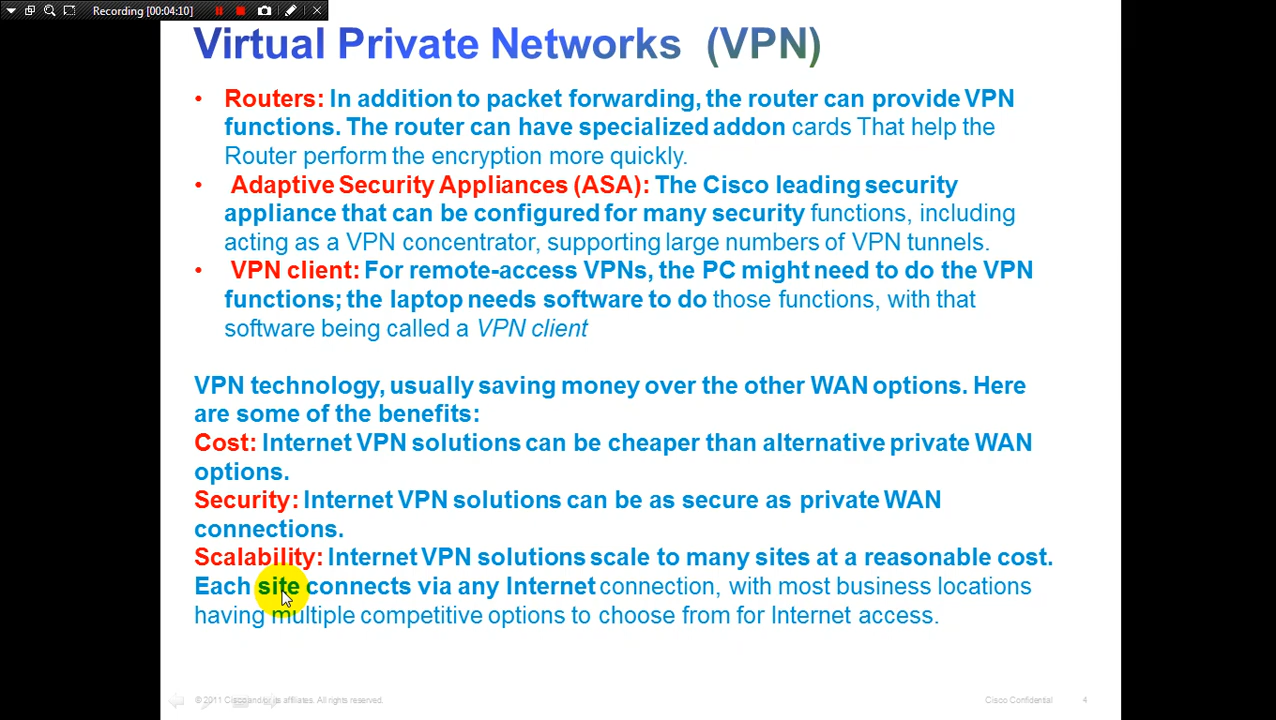 Recording [00:04:10]
Virtual Private Networks (VPN)
• Routers: In addition to packet forwarding, the router can provide VPN
functions. The router can have specialized addon cards That help the
Router perform the encryption more quickly.
• Adaptive Security Appliances (ASA): The Cisco leading security
appliance that can be configured for many security functions, including
acting as a VPN concentrator, supporting large numbers of VPN tunnels.
• VPN client: For remote-access VPNs, the PC might need to do the VPN
functions; the laptop needs software to do those functions, with that
software being called a VPN client
VPN technology, usually saving money over the other WAN options. Here
are some of the benefits:
Cost: Internet VPN solutions can be cheaper than alternative private WAN
options.
Security: Internet VPN solutions can be as secure as private WAN
connections.
Scalability: Internet VPN solutions scale to many sites at a reasonable cost.
Each site connects via any Internet connection, with most business locations
having multiple competitive options to choose from for Internet access.
© 2011 Cisco and/or its affiliates. All rights reserved.
Cisco Confidential
4